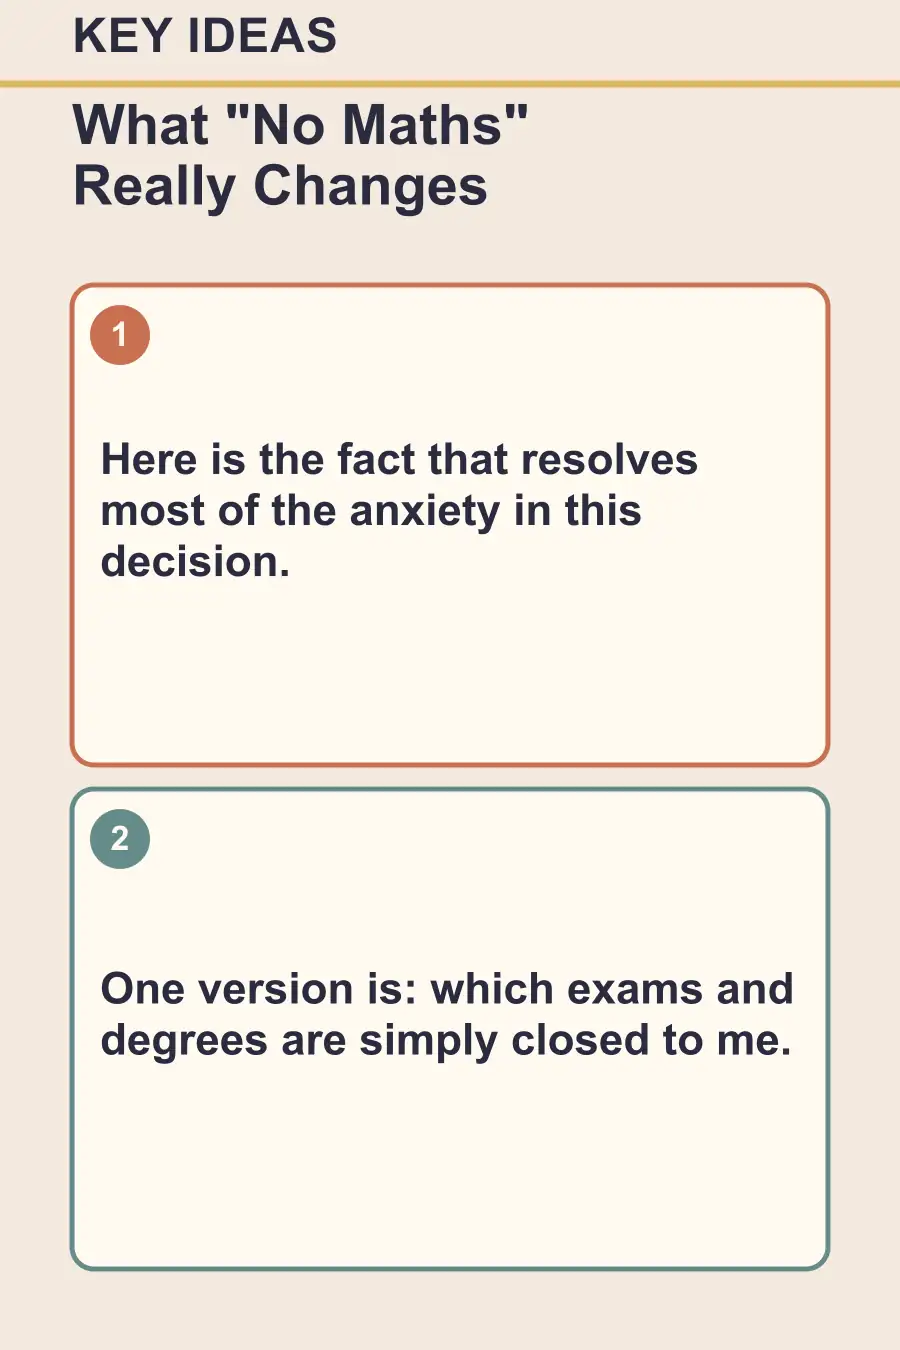 KEY IDEAS
What "No Maths"
Really Changes
1
Here is the fact that resolves
most of the anxiety in this
decision.
2
One version is: which exams and
degrees are simply closed to me.